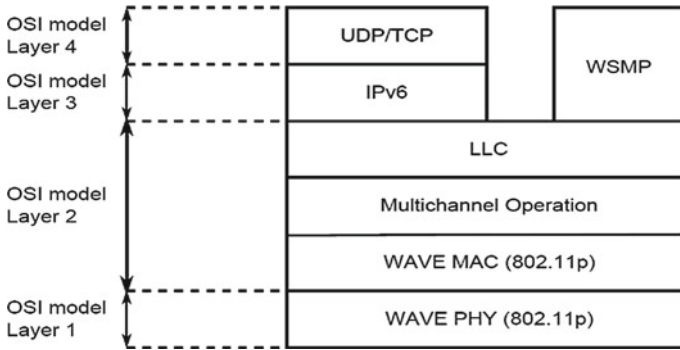 OSI model
Layer 4
UDP/TCP
WSMP
OSI model
Layer 3
IPv6
LLC
OSI model
Layer 2
Multichannel Operation
WAVE MAC (802.11p)
OSI model
Layer 1
WAVE PHY (802.11p)